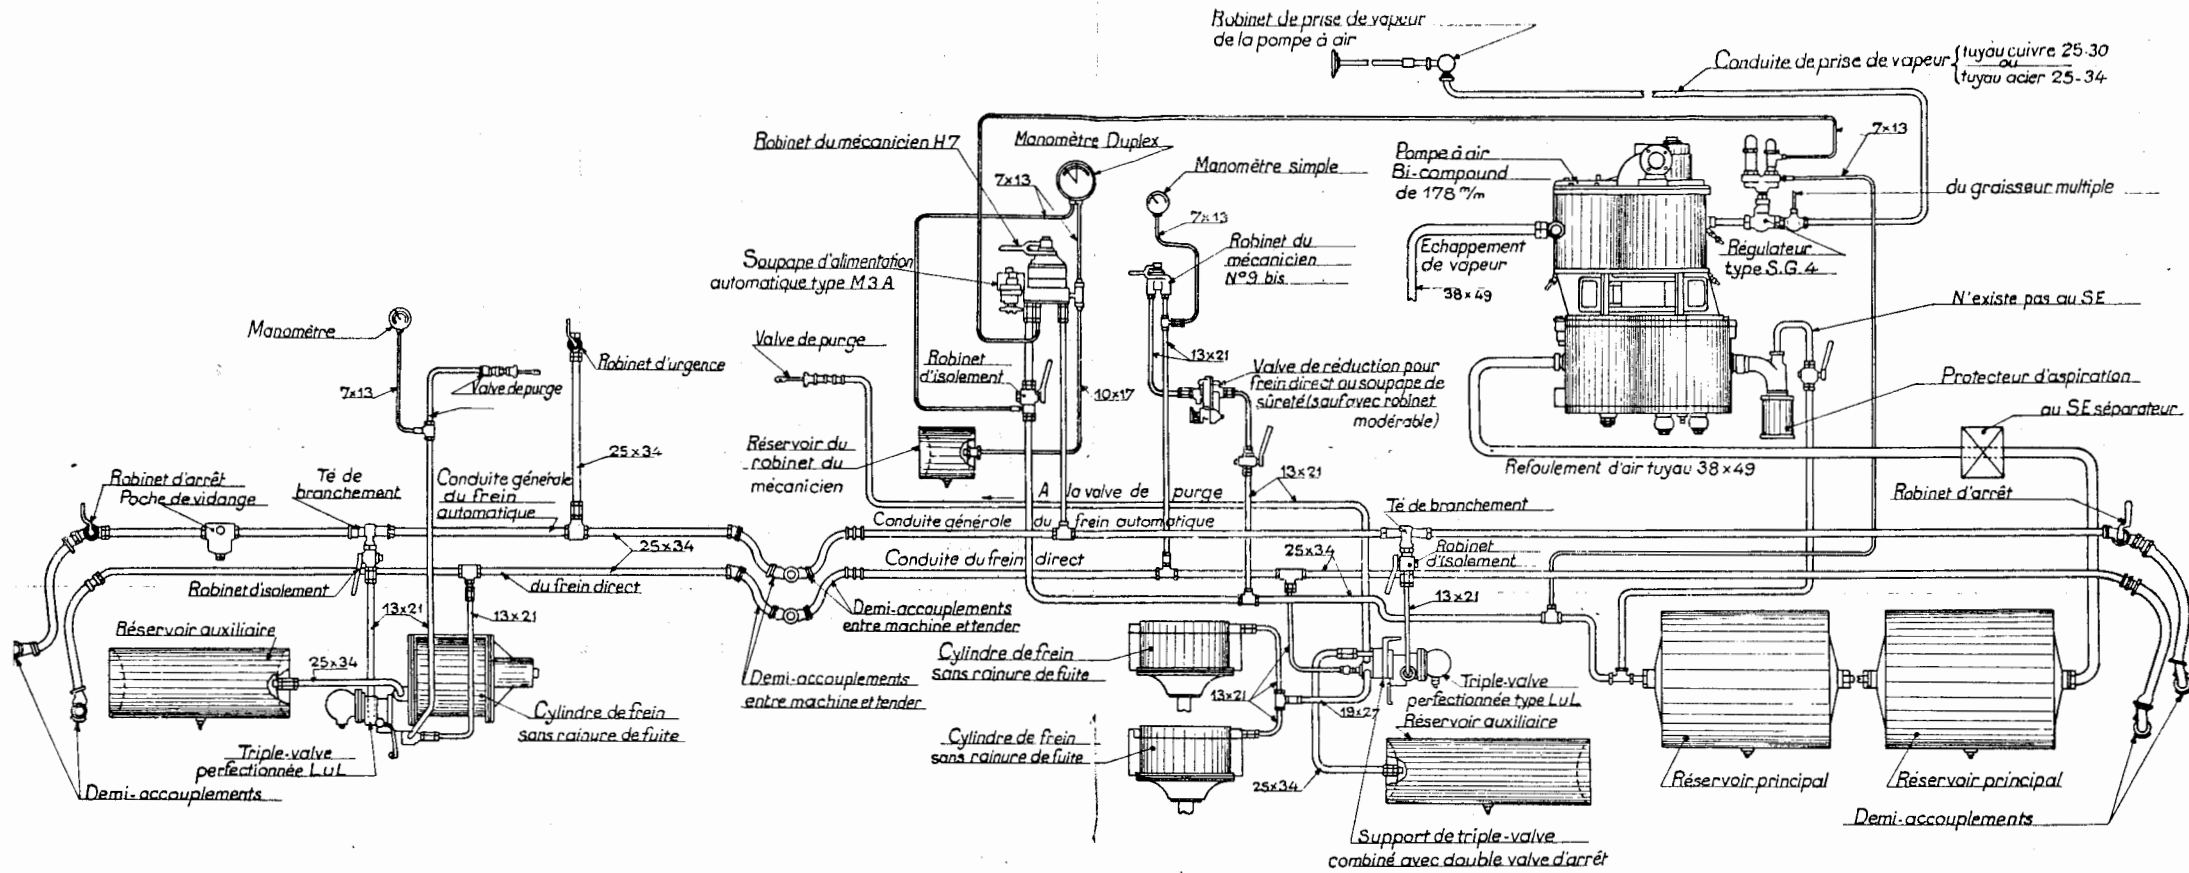 Robinet de prise de vapeur
de la pompe à air
Conduite de prise de vapeur
tuyau cuivre 25-30
ou
tuyau acier 25-34
Robinet du mécanicien H7
Manomètre Duplex
7x13
Manomètre simple
7x13
Pompe à air
Bi-compound
de 178 m/m
7x13
du graisseur multiple
Soupape d'alimentation
automatique type M 3 A
Robinet du
mécanicien
N°9 bis
Echappement
de vapeur
38x49
Régulateur
type S.G.4
N'existe pas au SE
Manomètre
7x13
Valve de purge
Robinet d'urgence
Valve de purge
Robinet
d'isolement
10x17
13x21
Valve de réduction pour
frein direct ou soupape de
sûreté (sauf avec robinet
modérable)
Protecteur d'aspiration
au SE séparateur
Refoulement d'air tuyau 38x49
Robinet d'arrêt
Poche de vidange
Té de
branchement
Conduite générale
du frein
automatique
25x34
Réservoir du
robinet du
mécanicien
A la valve de purge
13x21
Conduite générale du frein automatique
Té de branchement
Robinet d'arrêt
Robinet d'isolement
25x34
du frein direct
Conduite du frein direct
25x34
Robinet
d'isolement
13x21
Réservoir auxiliaire
13x21
13x21
25x34
Demi-accouplements
entre machine et tender
Demi-accouplements
entre machine et tender
Cylindre de frein
sans rainure de fuite
Cylindre de frein
sans rainure de fuite
13x21
19x27
Triple-valve
perfectionnée type LuL
Réservoir auxiliaire
Triple-valve
perfectionnée LuL
Demi-accouplements
Cylindre de frein
sans rainure de fuite
25x34
Réservoir principal
Réservoir principal
Demi-accouplements
Support de triple-valve
combiné avec double valve d'arrêt